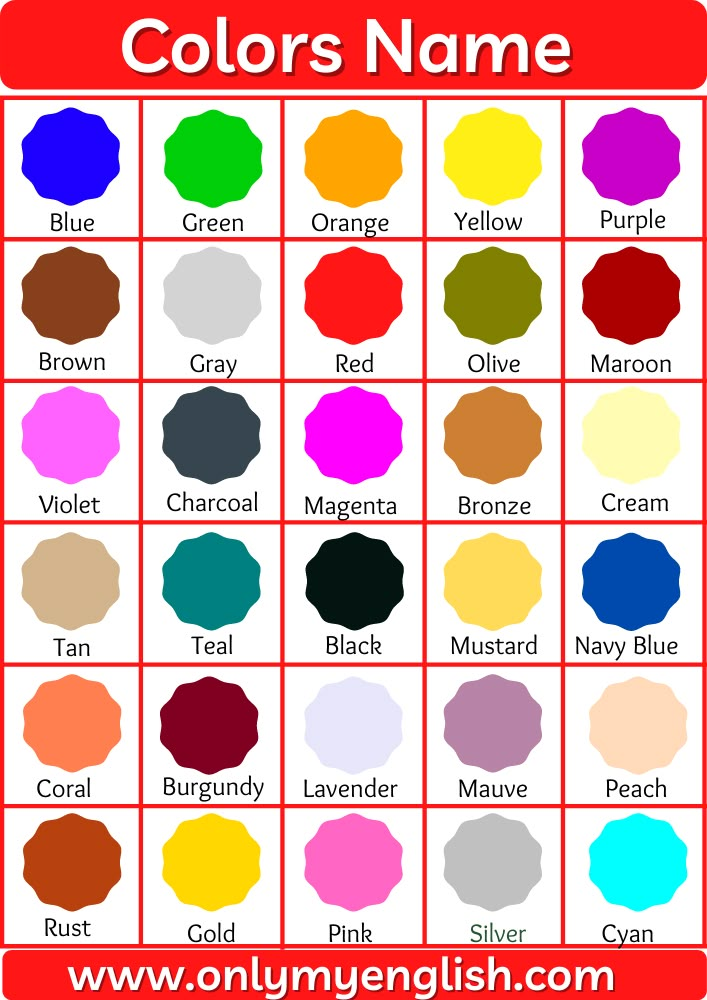 Colors Name
Blue Green Orange Yellow Purple
Brown Gray Red Olive Maroon
Violet Charcoal Magenta Bronze Cream
Tan Teal Black Mustard Navy Blue
Coral Burgundy Lavender Mauve Peach
Rust Gold Pink Silver Cyan
www.onlymyenglish.com